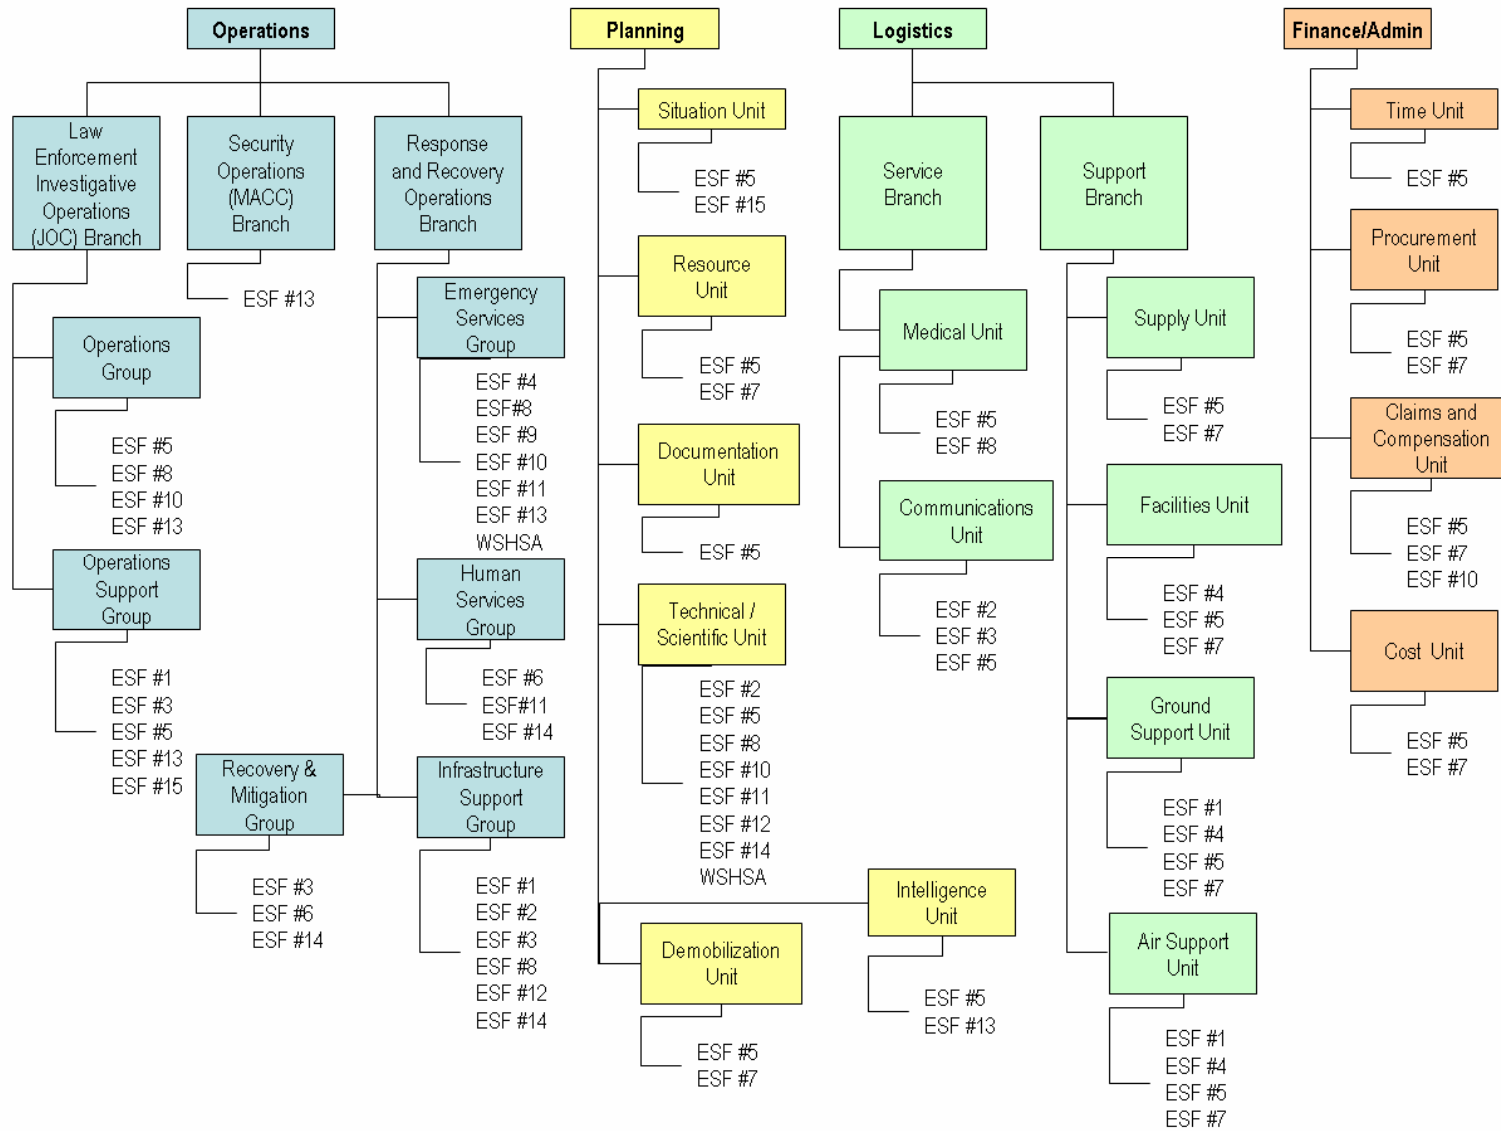 Operations
Law
Enforcement
Investigative
Operations
(JOC) Branch
Operations
Group
ESF #5
ESF #8
ESF #10
ESF #13
Operations
Support
Group
ESF #1
ESF #3
ESF #5
ESF #13
ESF #15
Security
Operations
(MACC)
Branch
ESF #13
Response
and Recovery
Operations
Branch
Emergency
Services
Group
ESF #4
ESF#8
ESF #9
ESF #10
ESF #11
ESF #13
WSHSA
Human
Services
Group
ESF #6
ESF#11
ESF #14
Recovery &
Mitigation
Group
ESF #3
ESF #6
ESF #14
Infrastructure
Support
Group
ESF #1
ESF #2
ESF #3
ESF #8
ESF #12
ESF #14
Planning
Situation Unit
ESF #5
ESF #15
Resource
Unit
ESF #5
ESF #7
Documentation
Unit
ESF #5
Technical /
Scientific Unit
ESF #2
ESF #5
ESF #8
ESF #10
ESF #11
ESF #12
ESF #14
WSHSA
Intelligence
Unit
ESF #5
ESF #13
Demobilization
Unit
ESF #5
ESF #7
Logistics
Service
Branch
Medical Unit
ESF #5
ESF #8
Communications
Unit
ESF #2
ESF #3
ESF #5
Support
Branch
Supply Unit
ESF #5
ESF #7
Facilities Unit
ESF #4
ESF #5
ESF #7
Ground
Support Unit
ESF #1
ESF #4
ESF #5
ESF #7
Air Support
Unit
ESF #1
ESF #4
ESF #5
ESF #7
Finance/Admin
Time Unit
ESF #5
Procurement
Unit
ESF #5
ESF #7
Claims and
Compensation
Unit
ESF #5
ESF #7
ESF #10
Cost Unit
ESF #5
ESF #7